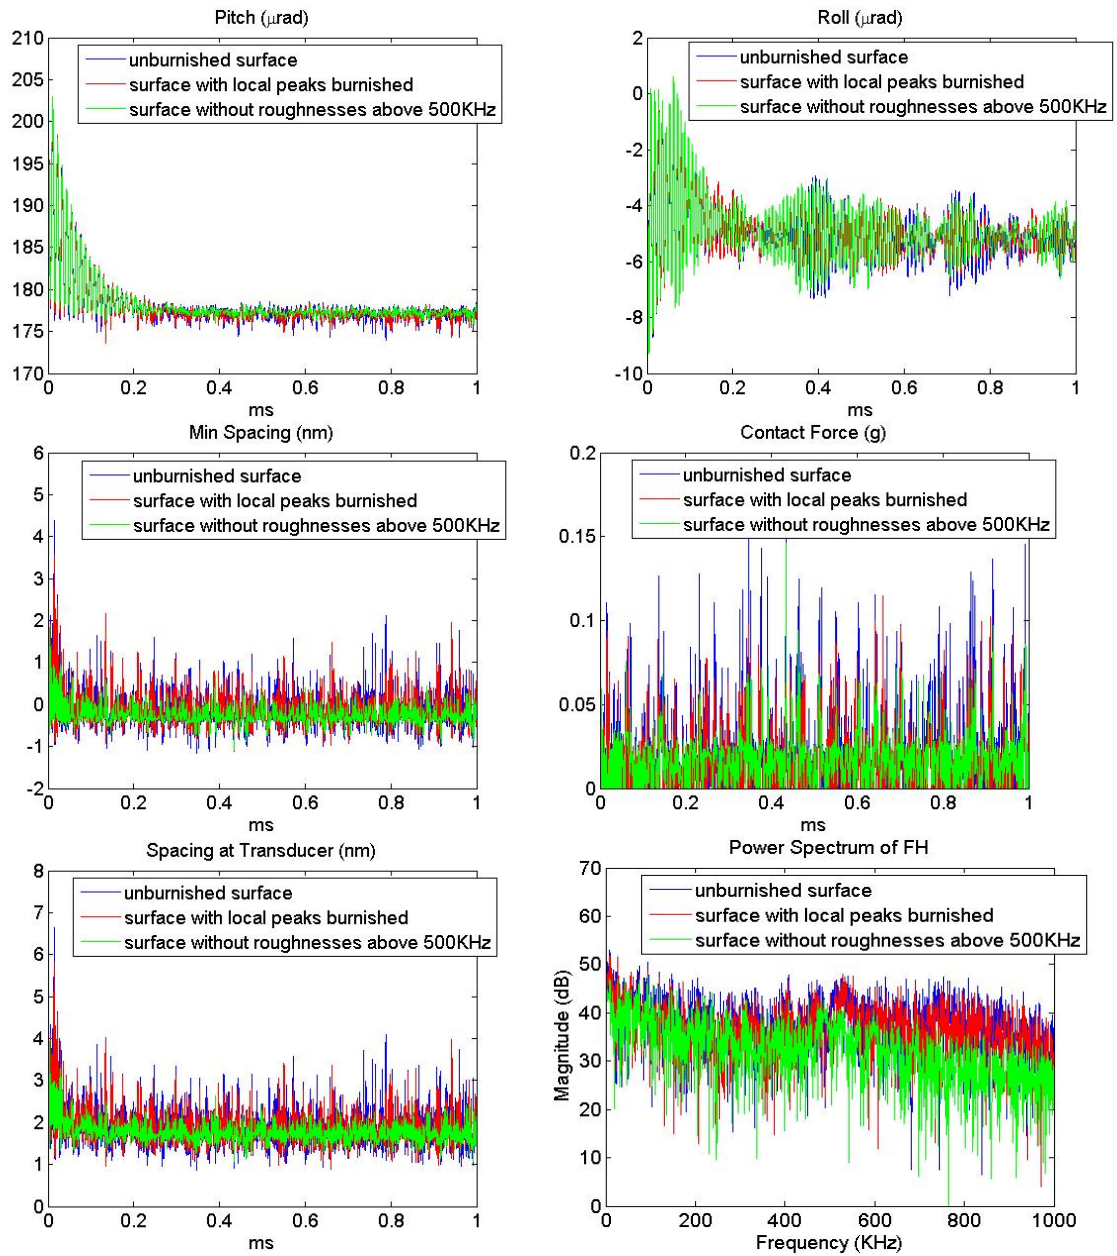 Pitch (μrad)
210
205
200
195
190
185
180
175
170
unburnished surface
surface with local peaks burnished
surface without roughnesses above 500KHz
0
0.2
0.4
0.6
0.8
1
ms
Roll (μrad)
2
0
-2
-4
-6
-8
-10
unburnished surface
surface with local peaks burnished
surface without roughnesses above 500KHz
0
0.2
0.4
0.6
0.8
1
ms
Min Spacing (nm)
6
5
4
3
2
1
0
-1
-2
unburnished surface
surface with local peaks burnished
surface without roughnesses above 500KHz
0
0.2
0.4
0.6
0.8
1
ms
Contact Force (g)
0.2
0.15
0.1
0.05
0
unburnished surface
surface with local peaks burnished
surface without roughnesses above 500KHz
0
0.2
0.4
0.6
0.8
1
ms
Spacing at Transducer (nm)
8
7
6
5
4
3
2
1
0
unburnished surface
surface with local peaks burnished
surface without roughnesses above 500KHz
0
0.2
0.4
0.6
0.8
1
ms
Power Spectrum of FH
Magnitude (dB)
70
60
50
40
30
20
10
0
unburnished surface
surface with local peaks burnished
surface without roughnesses above 500KHz
0
200
400
600
800
1000
Frequency (KHz)